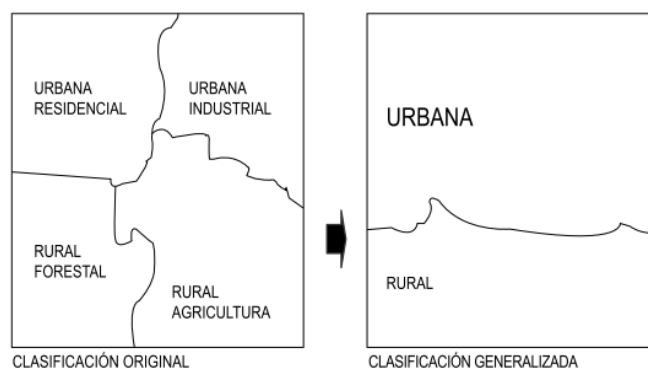 URBANA
RESIDENCIAL
URBANA
INDUSTRIAL
RURAL
FORESTAL
RURAL
AGRICULTURA
CLASIFICACIÓN ORIGINAL
URBANA
RURAL
CLASIFICACIÓN GENERALIZADA